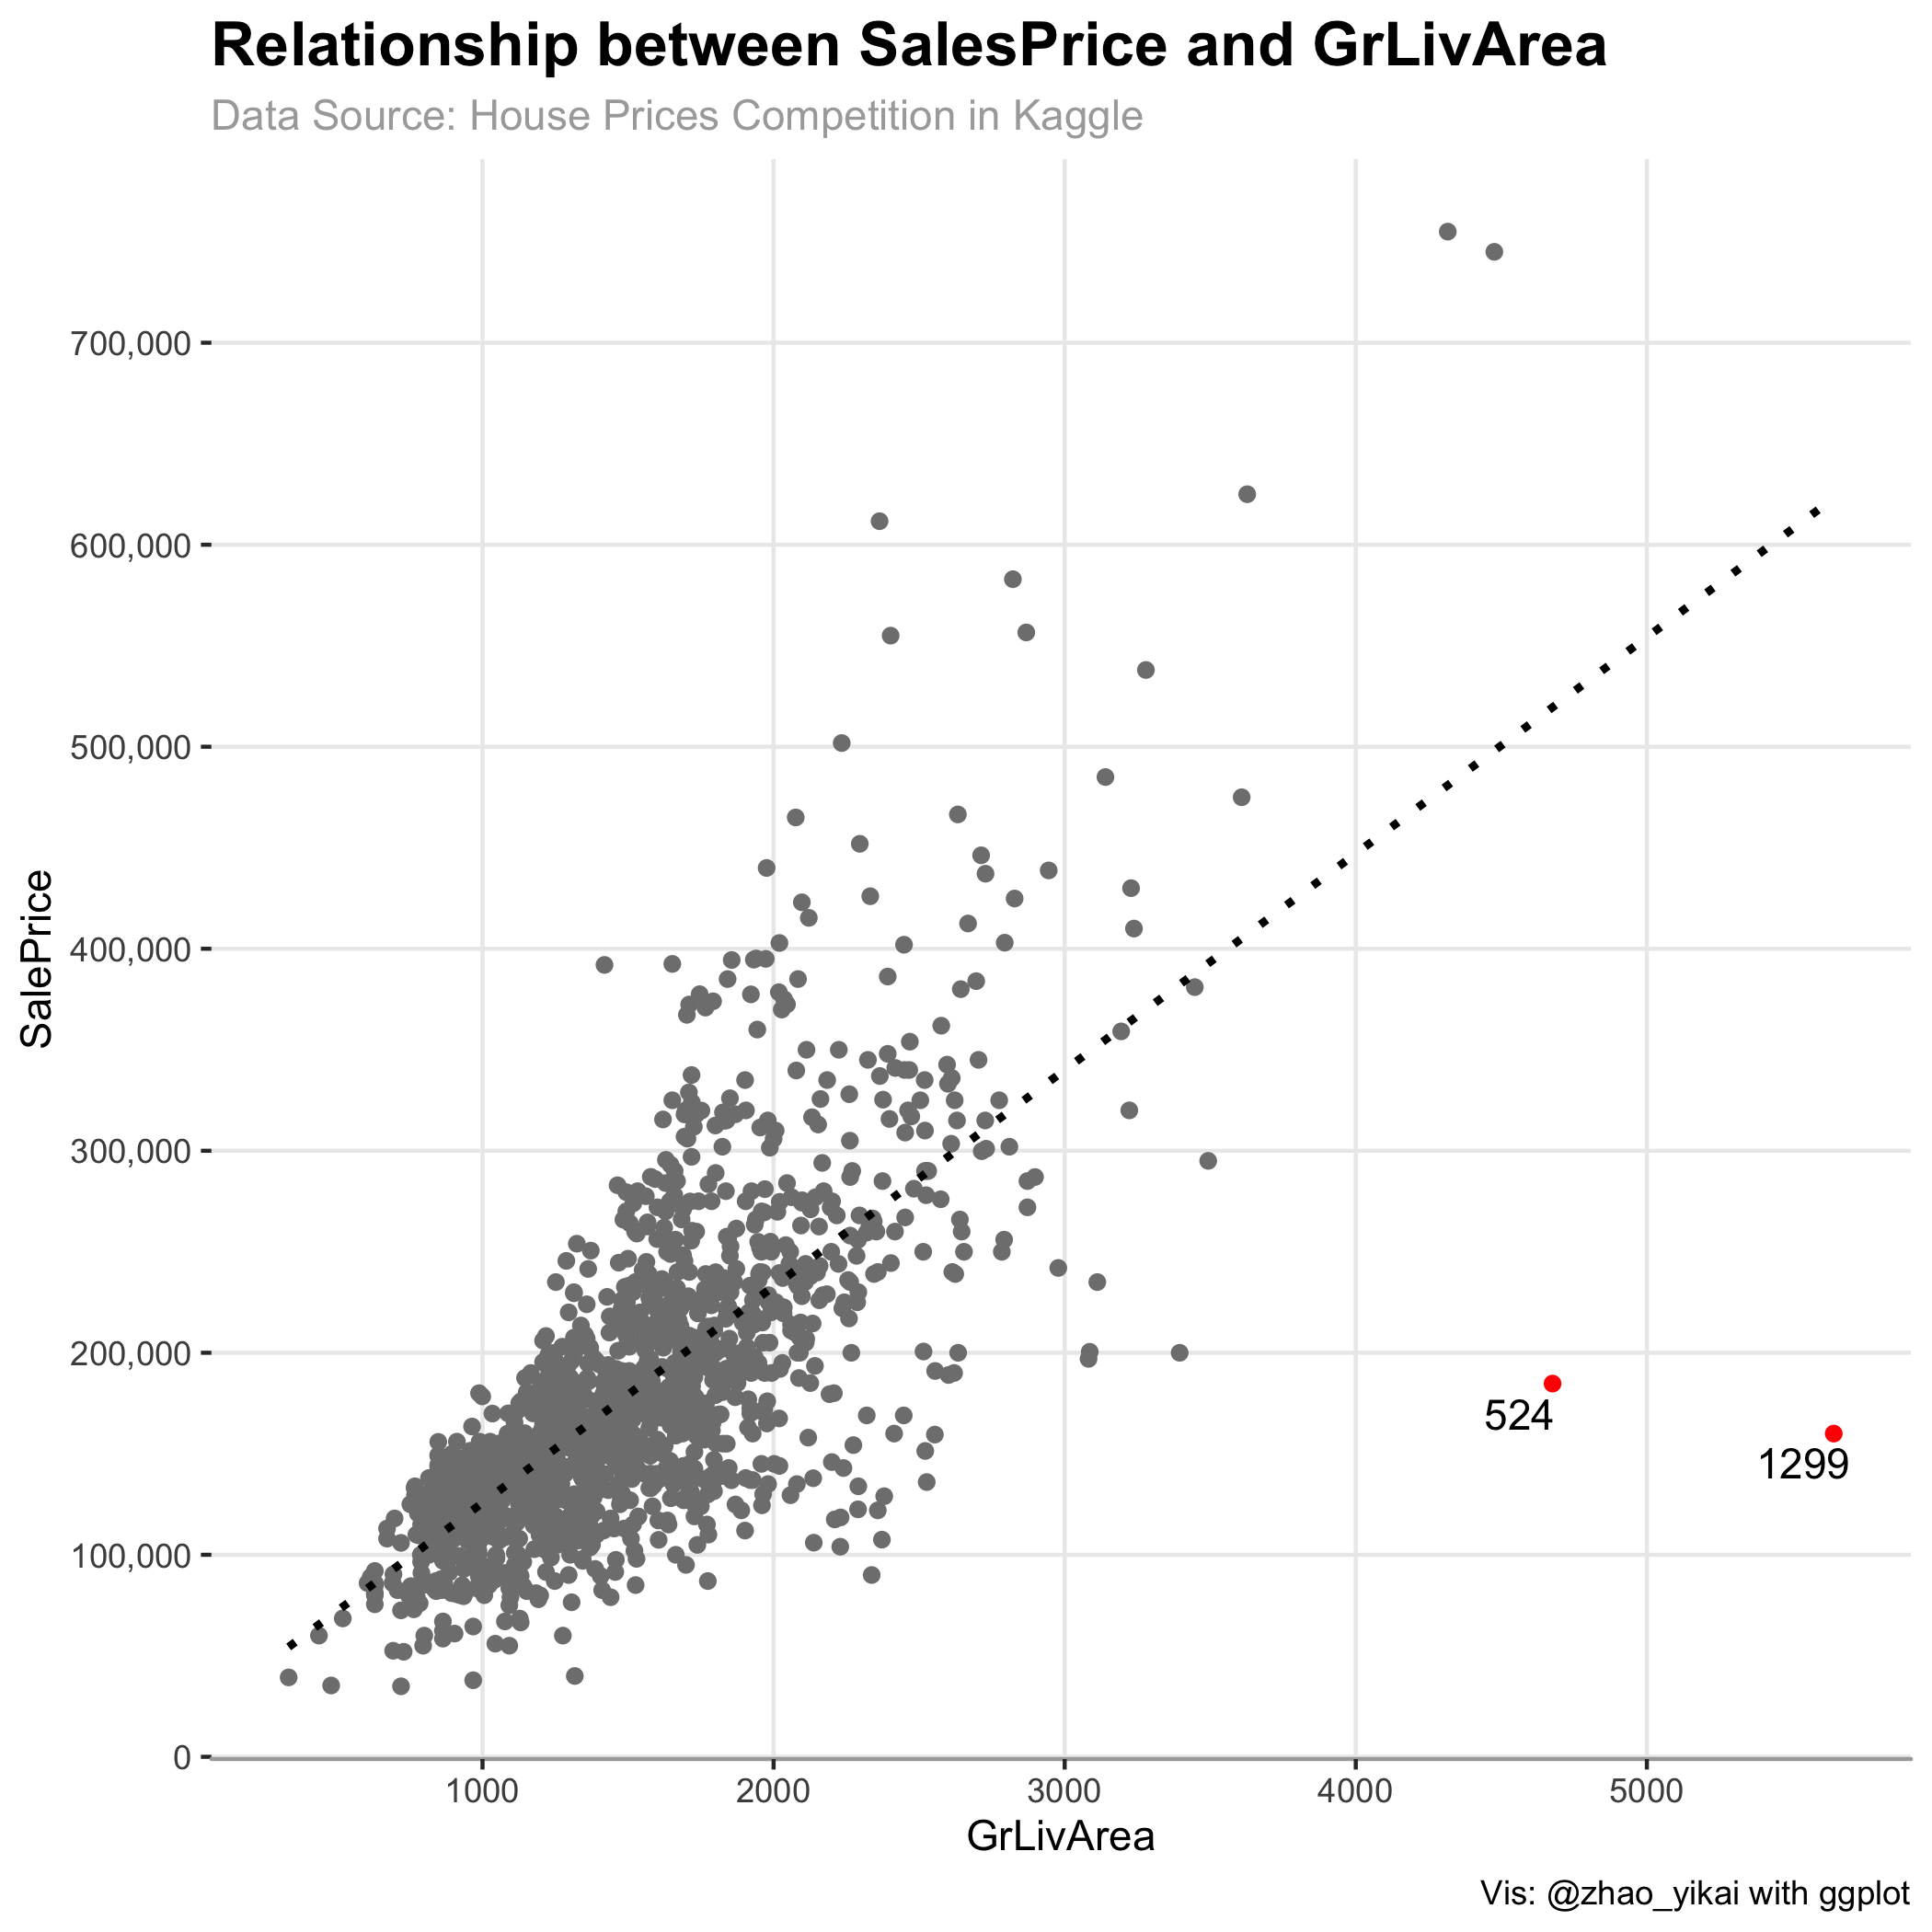 Relationship between SalesPrice and GrLivArea
Data Source: House Prices Competition in Kaggle
700,000
600,000
500,000
400,000
300,000
200,000
100,000
0
SalePrice
524
1299
1000 2000 3000 4000 5000
GrLivArea
Vis: @zhao_yikai with ggplot